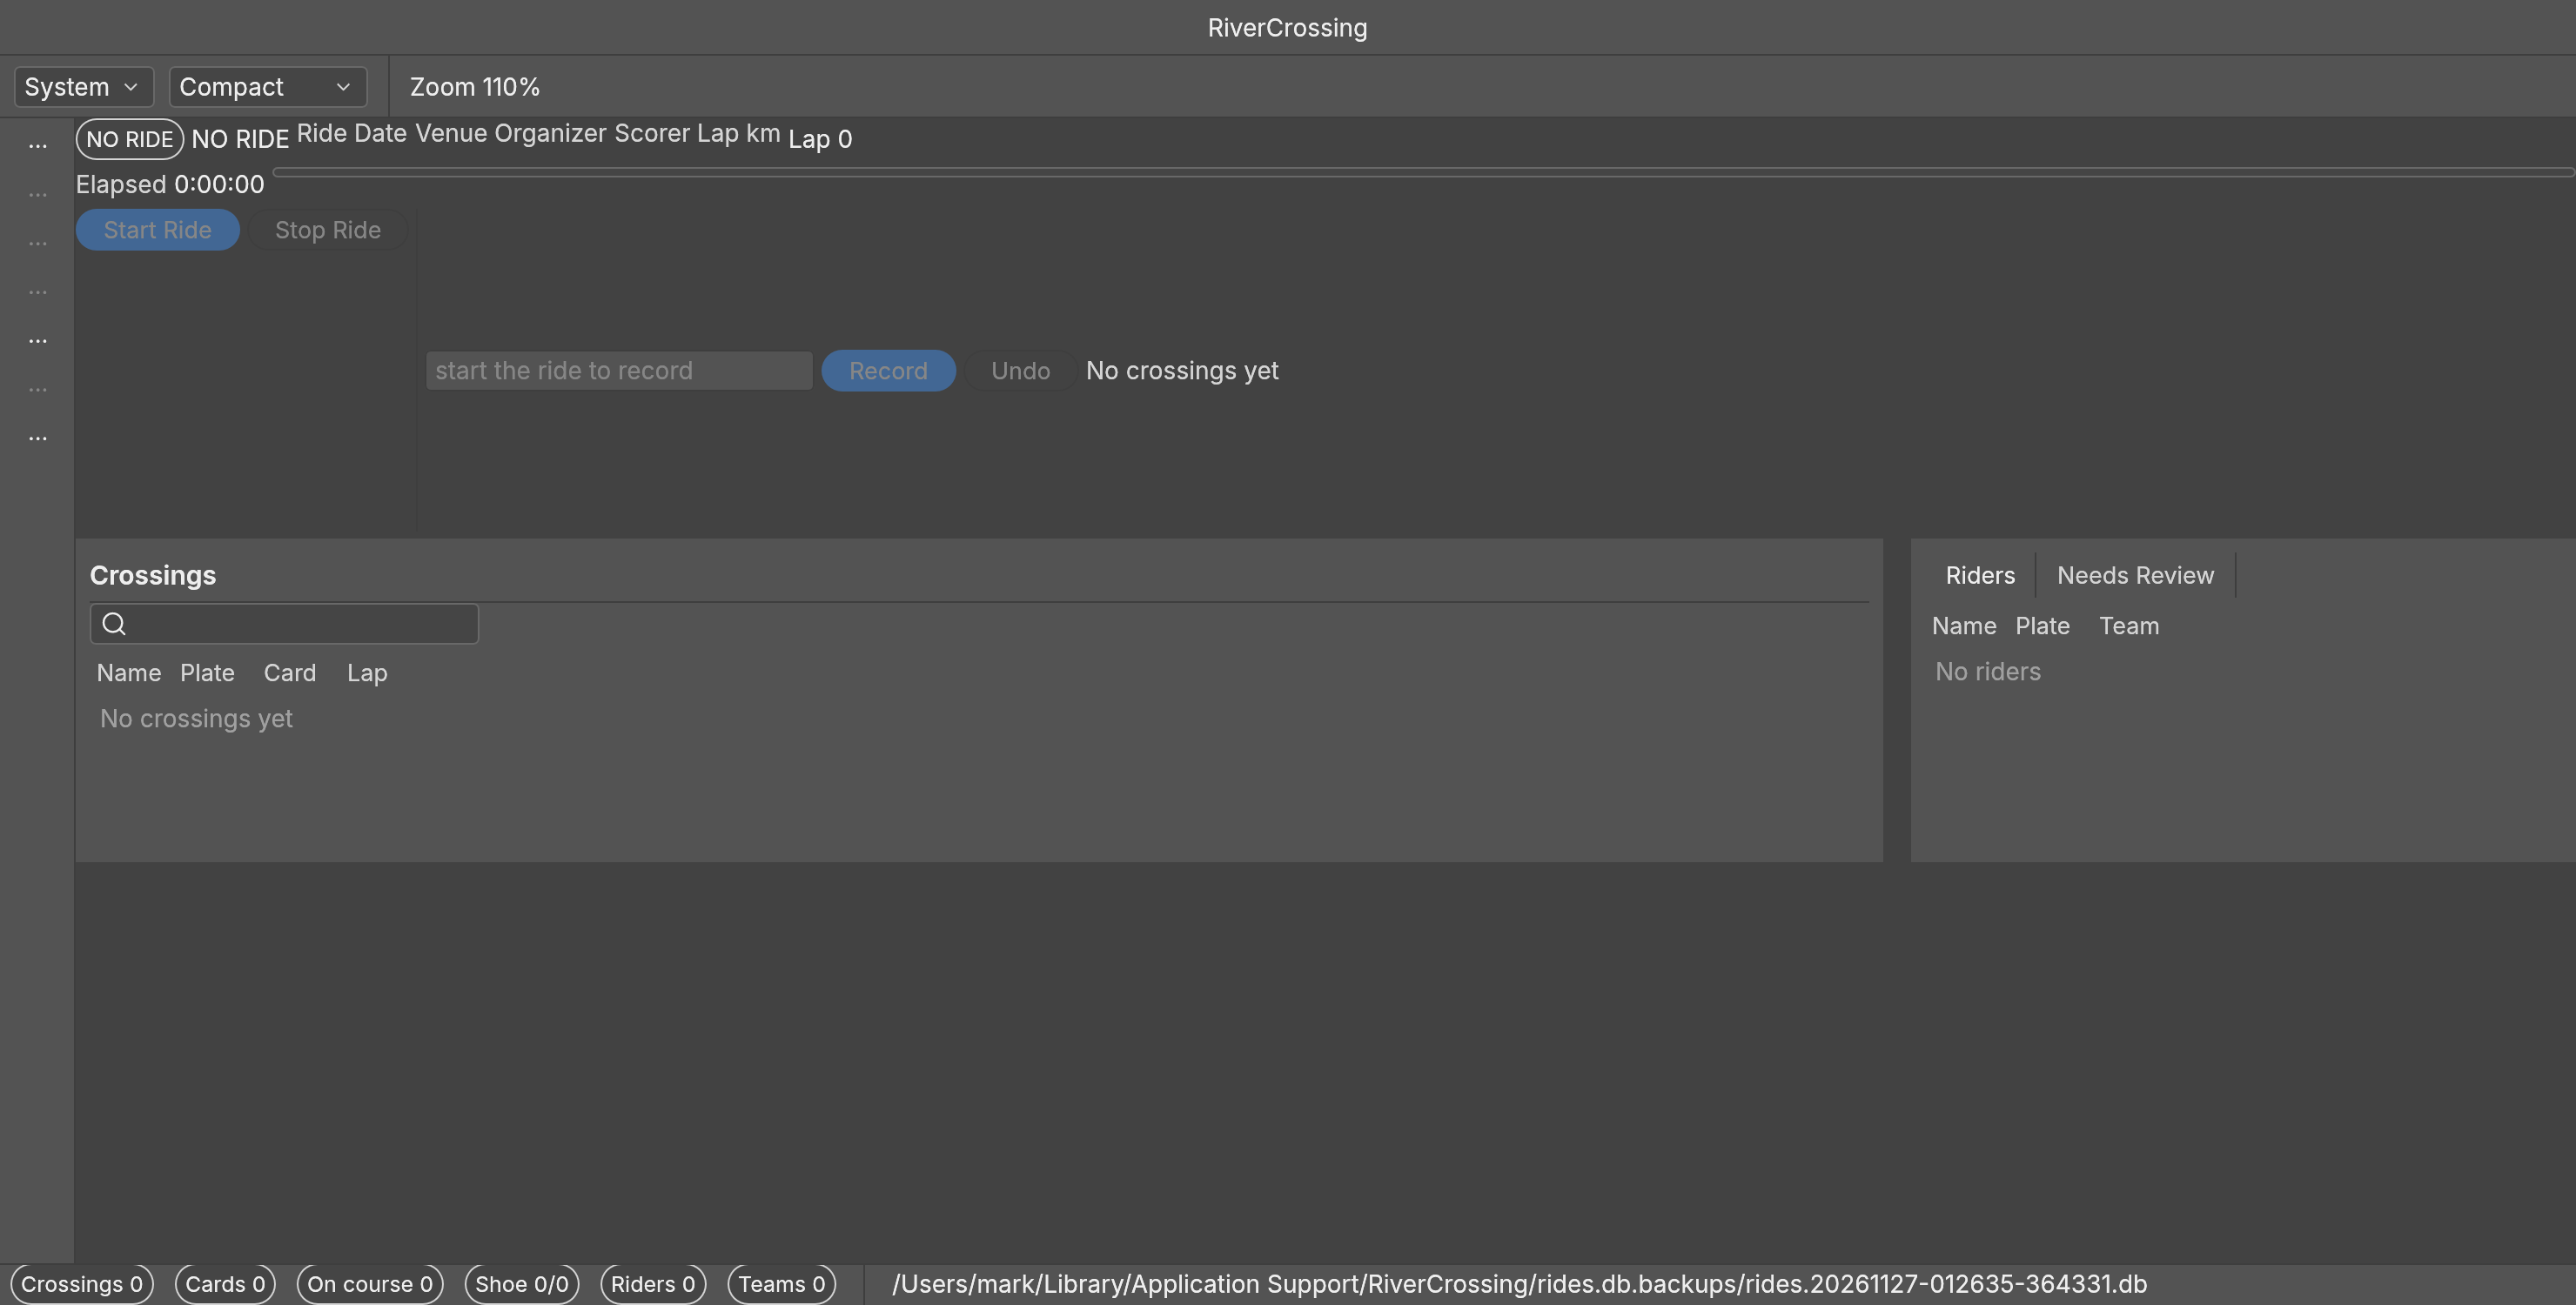 RiverCrossing
System Compact Zoom 110%
...
NO RIDE NO RIDE Ride Date Venue Organizer Scorer Lap km Lap 0
...
Elapsed 0:00:00
...
Start Ride Stop Ride
...
...
start the ride to record Record Undo No crossings yet
...
...
Crossings
Riders Needs Review
Name Plate Team
Name Plate Card Lap
No riders
No crossings yet
Crossings 0 Cards 0 On course 0 Shoe 0/0 Riders 0 Teams 0 /Users/mark/Library/Application Support/RiverCrossing/rides.db.backups/rides.20261127-012635-364331.db